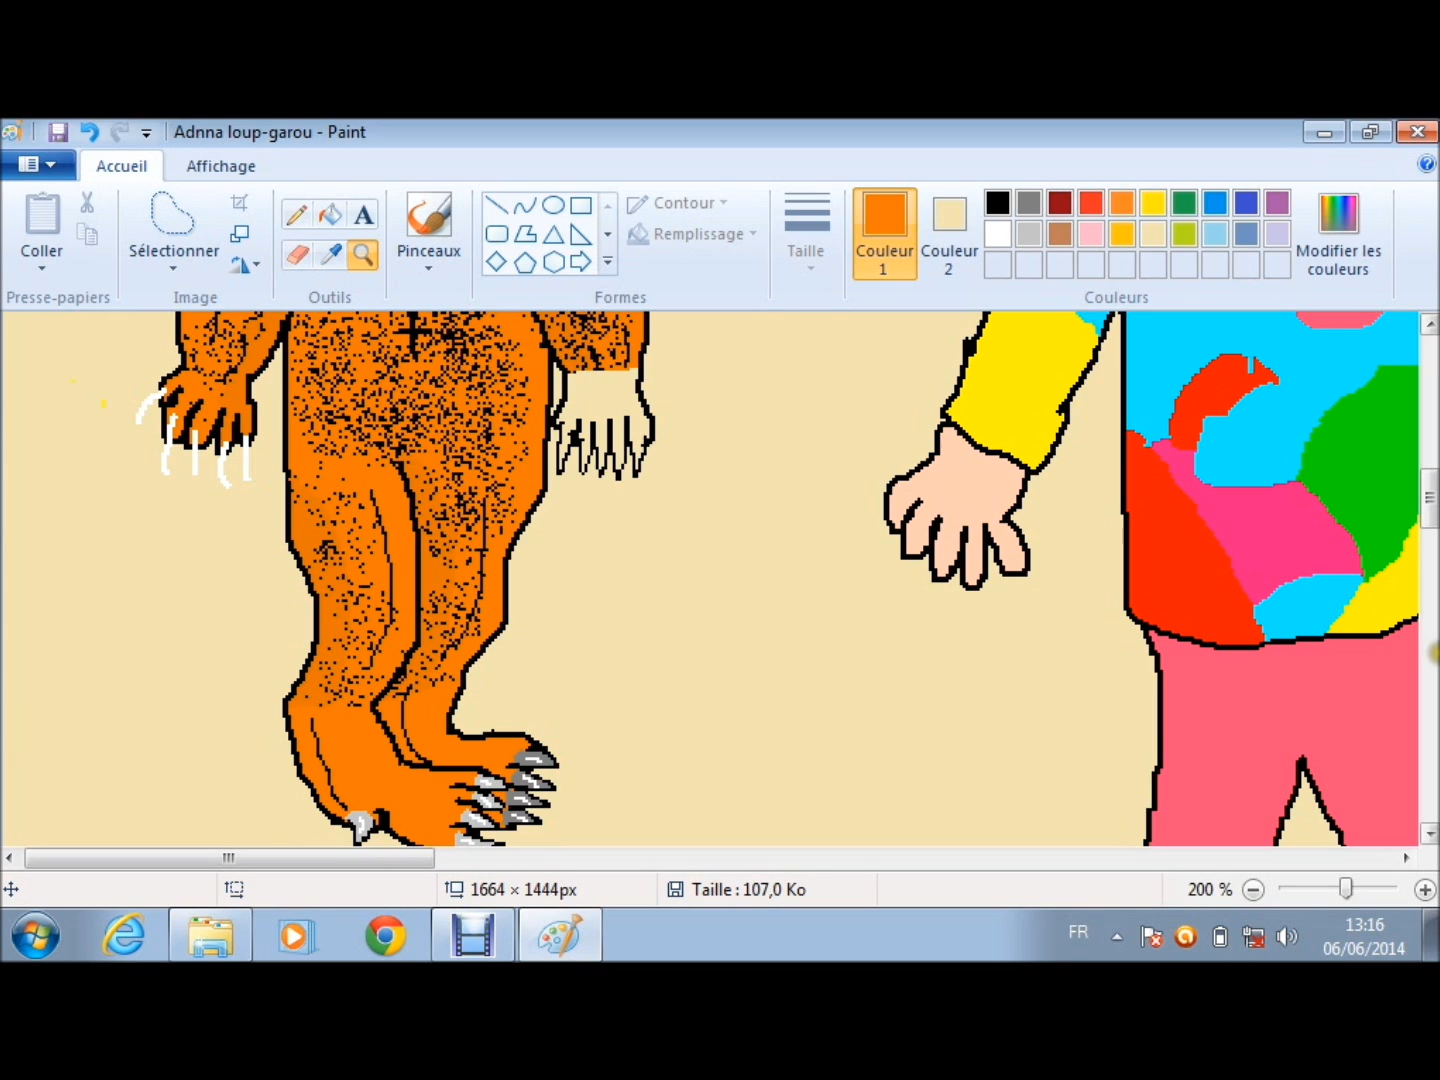 Adnna loup-garou - Paint
Accueil
Affichage
Coller
Sélectionner
A
Pinceaux
Contour
Remplissage
Taille
Couleur
1
Couleur
2
Modifier les
couleurs
Presse-papiers
Image
Outils
Formes
Couleurs
1664 × 1444px
Taille : 107,0 Ko
200 %
FR
13:16
06/06/2014